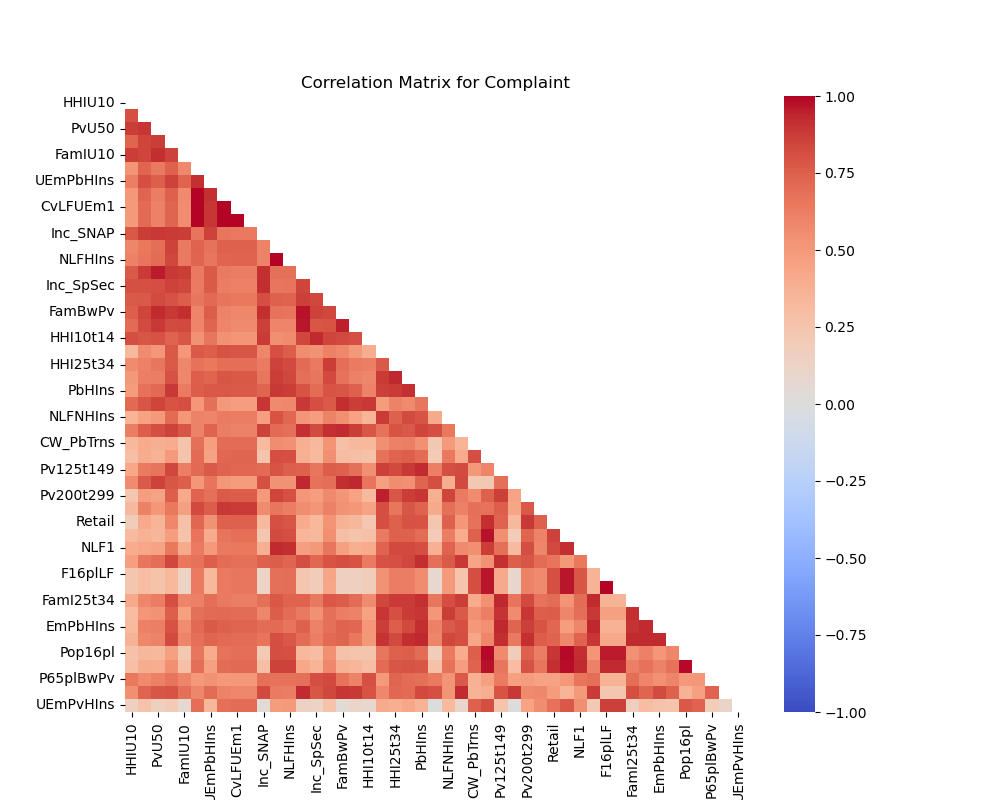 Correlation Matrix for Complaint
HHIU10
PvU50
FamIU10
UEmPbHIns
CvLFUEm1
Inc_SNAP
NLFHIns
Inc_SpSec
FamBwPv
HHI10t14
HHI25t34
PbHIns
NLFNHIns
CW_PbTrns
Pv125t149
Pv200t299
Retail
NLF1
F16plLF
FamI25t34
EmPbHIns
Pop16pl
P65plBwPv
UEmPvHIns
HHIU10
PvU50
FamIU10
UEmPbHIns
CvLFUEm1
Inc_SNAP
NLFHIns
Inc_SpSec
FamBwPv
HHI10t14
HHI25t34
PbHIns
NLFNHIns
CW_PbTrns
Pv125t149
Pv200t299
Retail
NLF1
F16plLF
FamI25t34
EmPbHIns
Pop16pl
P65plBwPv
UEmPvHIns
1.00
0.75
0.50
0.25
0.00
−0.25
−0.50
−0.75
−1.00